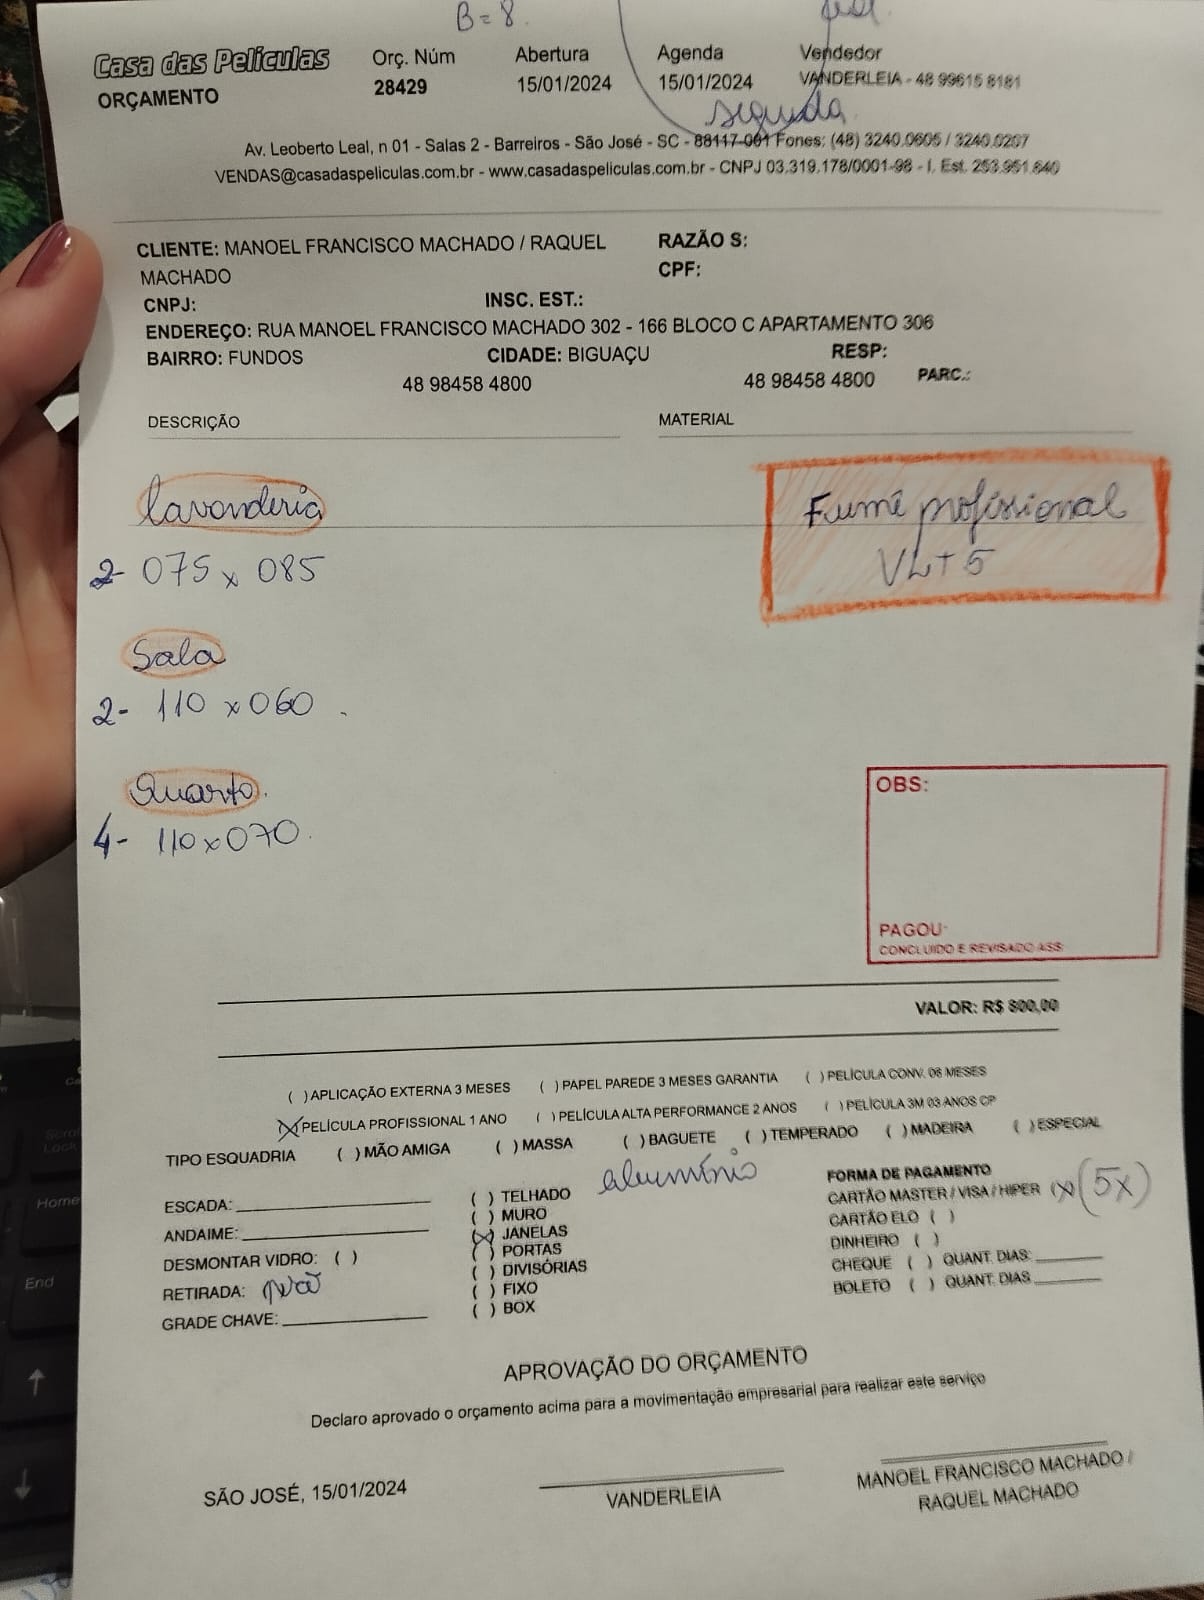 B = 8.
Casa das Películas
ORÇAMENTO
Orç. Núm
28429
Abertura
15/01/2024
Agenda
15/01/2024
segunda
Vendedor
VANDERLEIA - 48 99615 8181
Av. Leoberto Leal, n 01 - Salas 2 - Barreiros - São José - SC - 88117-001 Fones: (48) 3240.0605 / 3240.0207
VENDAS@casadaspeliculas.com.br - www.casadaspeliculas.com.br - CNPJ 03.319.178/0001-98 - I. Est. 253.951.640
CLIENTE: MANOEL FRANCISCO MACHADO / RAQUEL
MACHADO
RAZÃO S:
CPF:
CNPJ:
INSC. EST.:
ENDEREÇO: RUA MANOEL FRANCISCO MACHADO 302 - 166 BLOCO C APARTAMENTO 306
BAIRRO: FUNDOS
CIDADE: BIGUAÇU
RESP:
48 98458 4800
48 98458 4800
PARC.:
DESCRIÇÃO
MATERIAL
lavanderia
2- 075 x 085
Fumê profissional
VLT 5
Sala
2- 110 x 060
Quarto.
4- 110 x 070.
OBS:
PAGOU
CONCLUIDO E REVISADO ASS
VALOR: R$ 800,00
( ) APLICAÇÃO EXTERNA 3 MESES ( ) PAPEL PAREDE 3 MESES GARANTIA ( ) PELÍCULA CONV. 06 MESES
(X) PELÍCULA PROFISSIONAL 1 ANO ( ) PELÍCULA ALTA PERFORMANCE 2 ANOS ( ) PELÍCULA 3M 03 ANOS CP
TIPO ESQUADRIA ( ) MÃO AMIGA ( ) MASSA ( ) BAGUETE ( ) TEMPERADO ( ) MADEIRA ( ) ESPECIAL
alumínio
ESCADA:
ANDAIME:
DESMONTAR VIDRO: ( )
RETIRADA: não
GRADE CHAVE:
( ) TELHADO
( ) MURO
(X) JANELAS
( ) PORTAS
( ) DIVISÓRIAS
( ) FIXO
( ) BOX
FORMA DE PAGAMENTO
CARTÃO MASTER / VISA / HIPER (x) (5x)
CARTÃO ELO ( )
DINHEIRO ( )
CHEQUE ( ) QUANT. DIAS:
BOLETO ( ) QUANT. DIAS
APROVAÇÃO DO ORÇAMENTO
Declaro aprovado o orçamento acima para a movimentação empresarial para realizar este serviço
SÃO JOSÉ, 15/01/2024
VANDERLEIA
MANOEL FRANCISCO MACHADO /
RAQUEL MACHADO
Scroll
Lock
Home
End